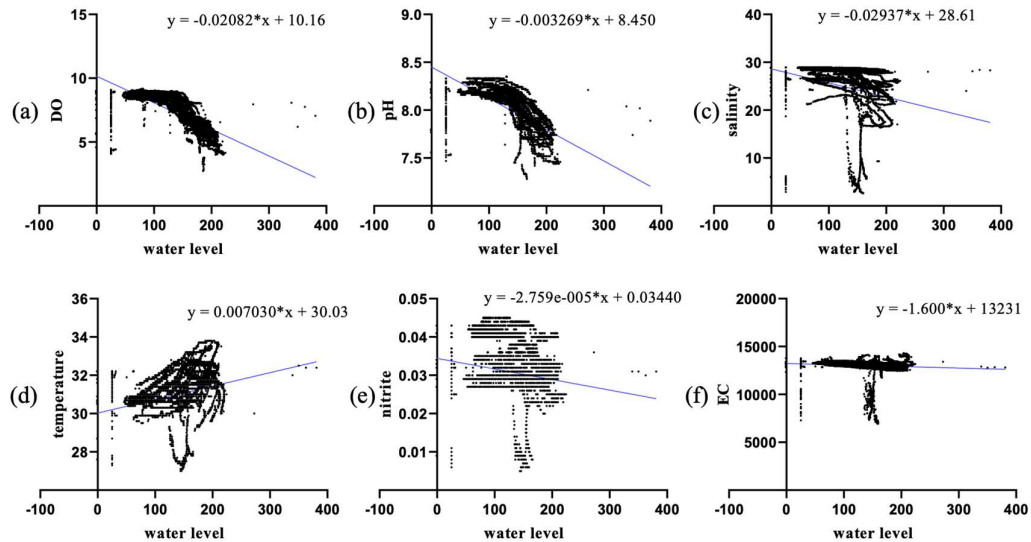 y = -0.02082*x + 10.16
15
10
5
(a)
DO
-100
0
100
200
300
400
water level
y = -0.003269*x + 8.450
9.0
8.5
8.0
7.5
(b)
pH
-100
0
100
200
300
400
water level
y = -0.02937*x + 28.61
40
30
20
10
0
(c)
salinity
-100
0
100
200
300
400
water level
y = 0.007030*x + 30.03
36
34
32
30
28
(d)
temperature
-100
0
100
200
300
400
water level
y = -2.759e-005*x + 0.03440
0.05
0.04
0.03
0.02
0.01
(e)
nitrite
-100
0
100
200
300
400
water level
y = -1.600*x + 13231
20000
15000
10000
5000
(f)
EC
-100
0
100
200
300
400
water level